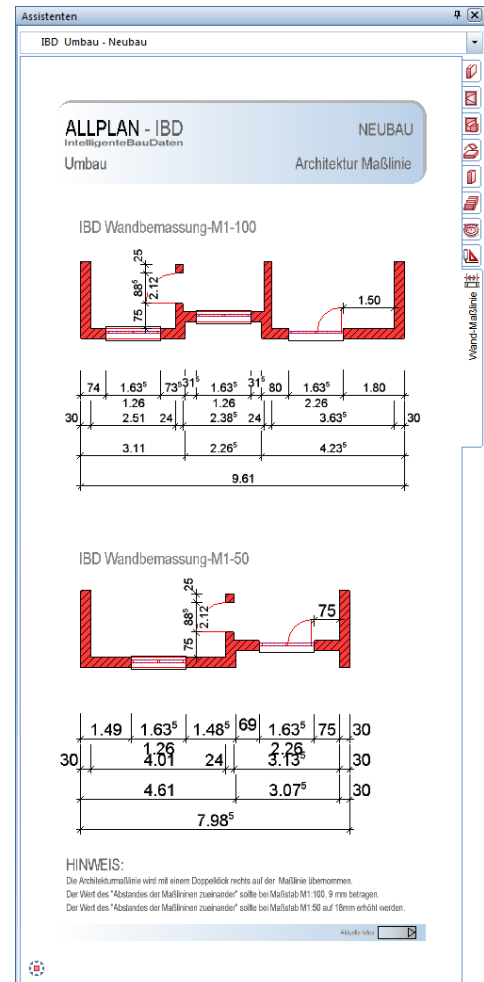 Assistenten
IBD Umbau - Neubau
ALLPLAN - IBD
IntelligenteBauDaten
NEUBAU
Umbau
Architektur Maßlinie
Wand-Maßlinie
IBD Wandbemassung-M1-100
25
88⁵
2.12
75
1.50
74 1.63⁵ 73⁵ 31⁵ 1.63⁵ 31⁵ 80 1.63⁵ 1.80
1.26 1.26 2.26
30 2.51 24 2.38⁵ 24 3.63⁵ 30
3.11 2.26⁵ 4.23⁵
9.61
IBD Wandbemassung-M1-50
25
88⁵
2.12
75
75
1.49 1.63⁵ 1.48⁵ 69 1.63⁵ 75 30
1.26 2.26
30 4.01 24 3.13⁵ 30
4.61 3.07⁵ 30
7.98⁵
HINWEIS:
Die Architekturmaßlinie wird mit einem Doppelklick rechts auf der Maßlinie übernommen.
Der Wert des "Abstandes der Maßlininen zueinander" sollte bei Maßstab M1:100, 9 mm betragen.
Der Wert des "Abstandes der Maßlininen zueinander" sollte bei Maßstab M1:50 auf 18mm erhöht werden.
Aktuelle Infos